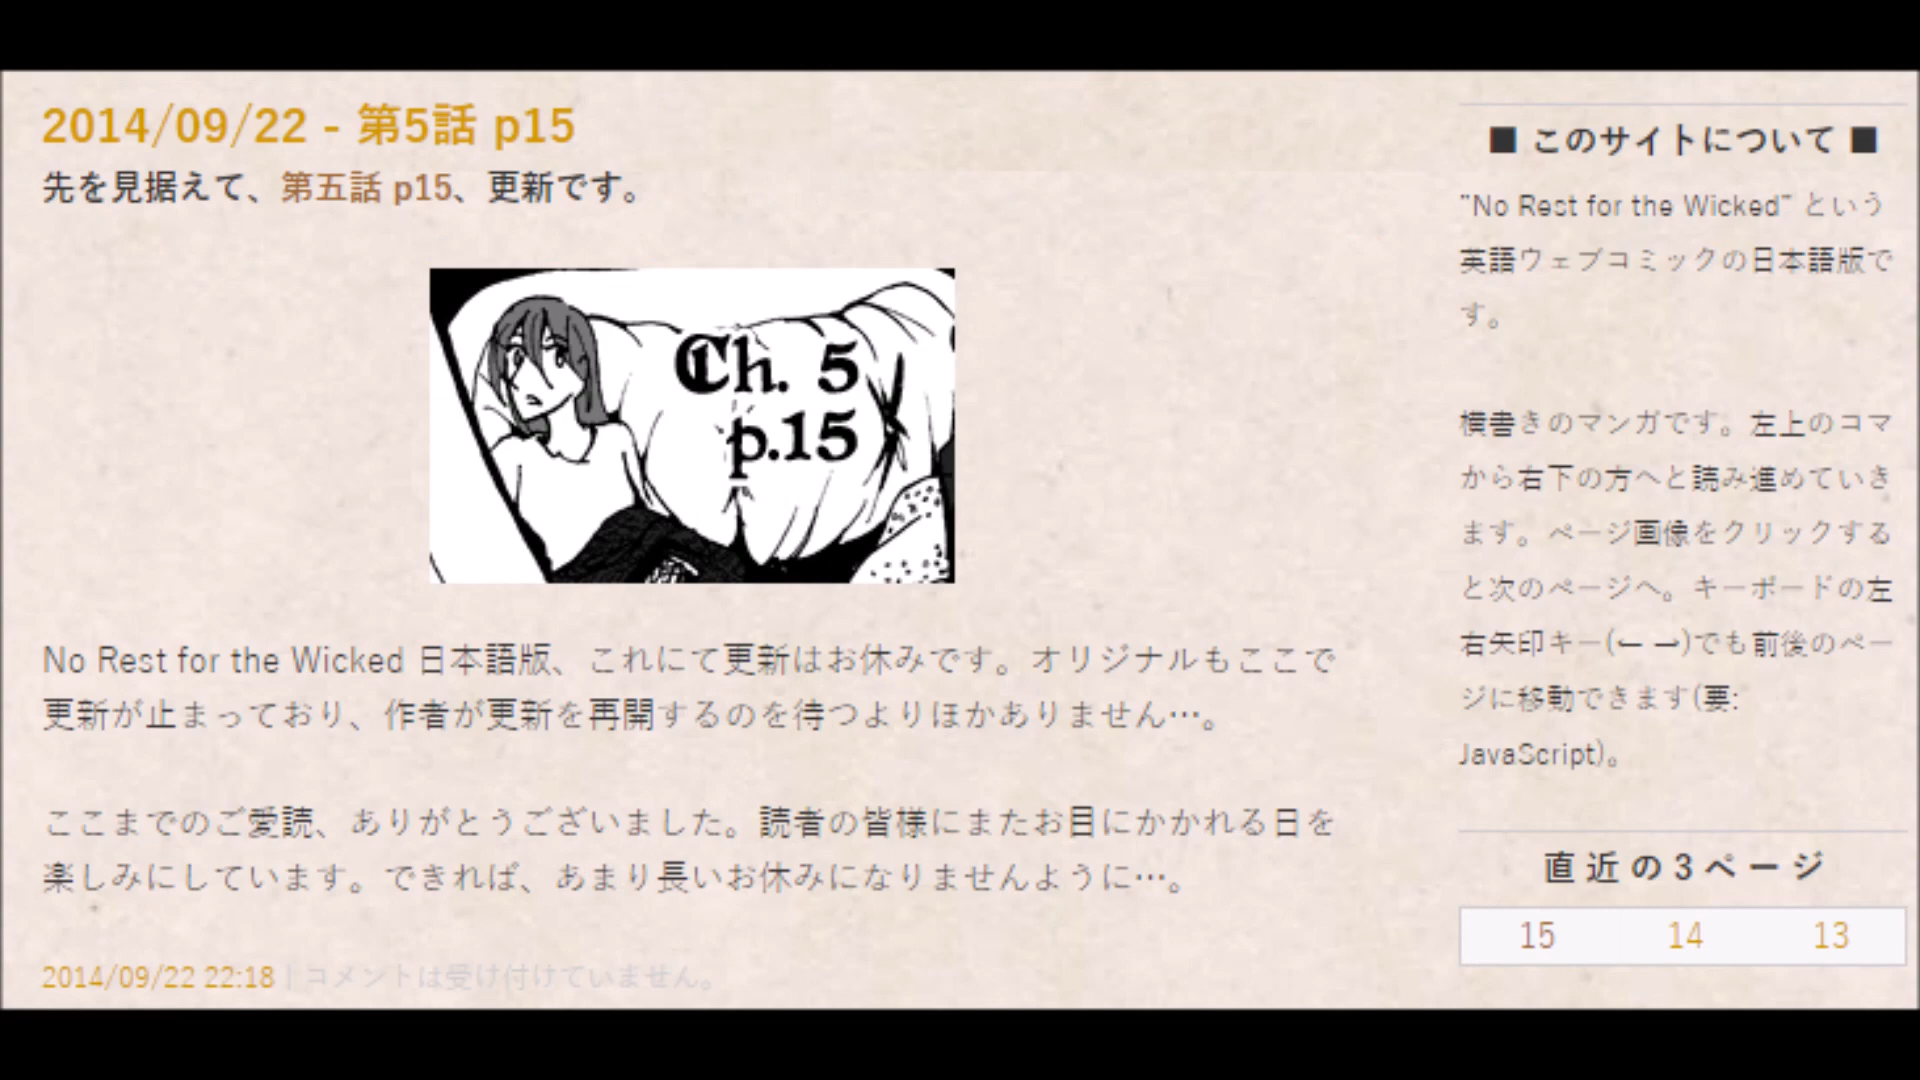 2014/09/22 - 第5話 p15
先を見据えて、第五話 p15、更新です。
Ch. 5
p.15
No Rest for the Wicked 日本語版、これにて更新はお休みです。オリジナルもここで
更新が止まっており、作者が更新を再開するのを待つよりほかありません…。
ここまでのご愛読、ありがとうございました。読者の皆様にまたお目にかかれる日を
楽しみにしています。できれば、あまり長いお休みになりませんように…。
2014/09/22 22:18 | コメントは受け付けていません。
■ このサイトについて ■
"No Rest for the Wicked" という
英語ウェブコミックの日本語版で
す。
横書きのマンガです。左上のコマ
から右下の方へと読み進めていき
ます。ページ画像をクリックする
と次のページへ。キーボードの左
右矢印キー(← →)でも前後のペー
ジに移動できます(要:
JavaScript)。
直近の3ページ
15 14 13